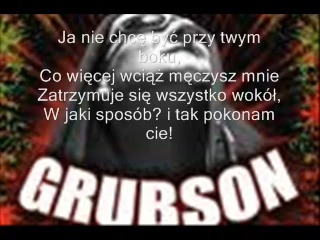 Ja nie chcę być przy twym
boku,
Co więcej wciąż męczysz mnie
Zatrzymuje się wszystko wokół,
W jaki sposób? i tak pokonam
cie!
GRUBSON